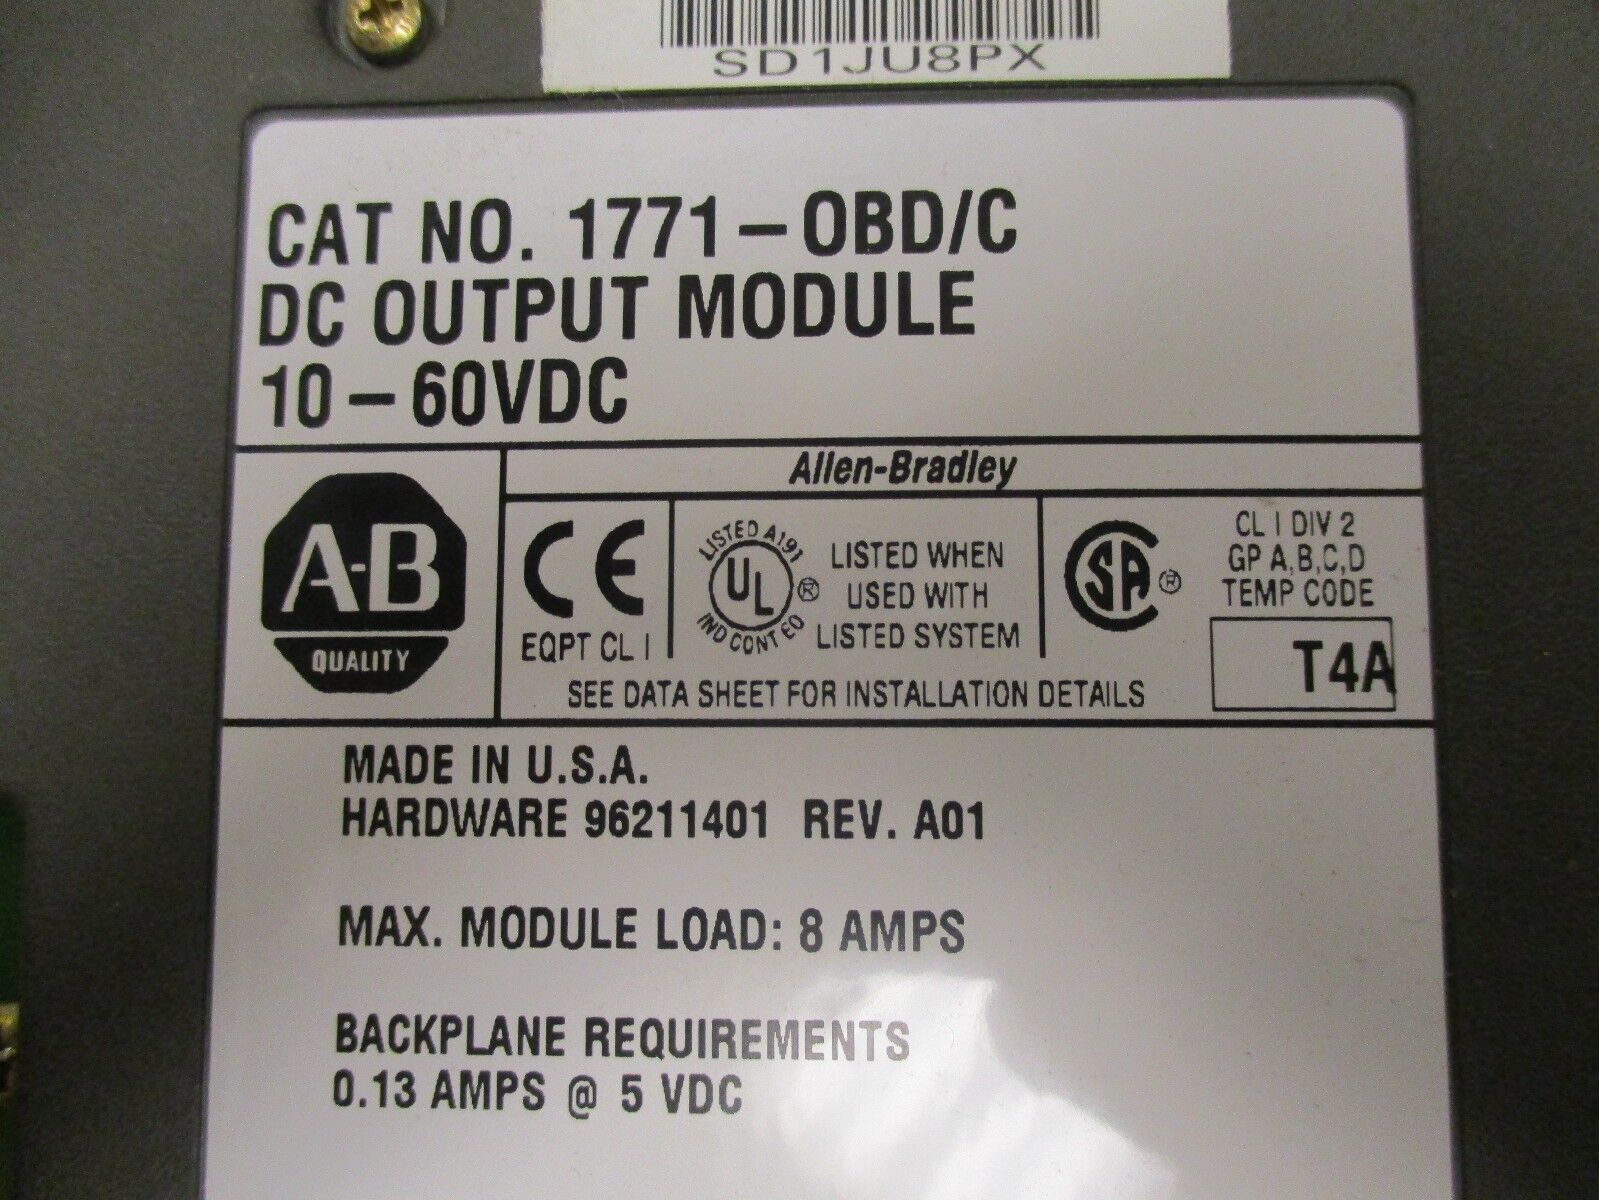 SD1JU8PX
CAT NO. 1771-OBD/C
DC OUTPUT MODULE
10-60VDC
Allen-Bradley
A-B
QUALITY
CE
EQPT CL I
LISTED A191
UL ®
IND CONT EQ
LISTED WHEN
USED WITH
LISTED SYSTEM
SA ®
CL I DIV 2
GP A,B,C,D
TEMP CODE
T4A
SEE DATA SHEET FOR INSTALLATION DETAILS
MADE IN U.S.A.
HARDWARE 96211401 REV. A01
MAX. MODULE LOAD: 8 AMPS
BACKPLANE REQUIREMENTS
0.13 AMPS @ 5 VDC